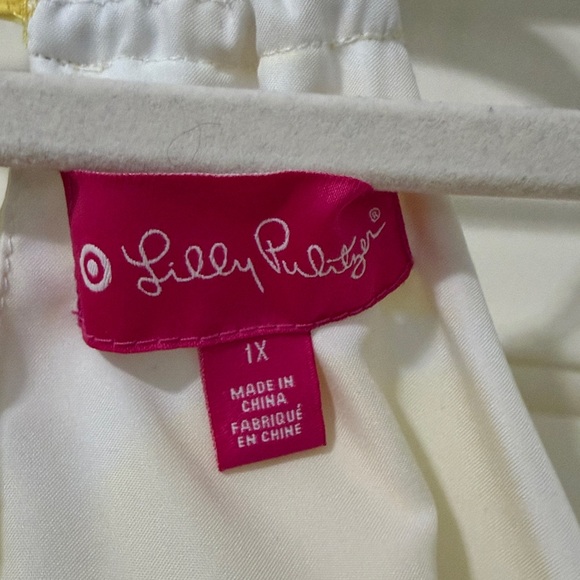 Lilly Pulitzer®
1X
MADE IN
CHINA
FABRIQUÉ
EN CHINE